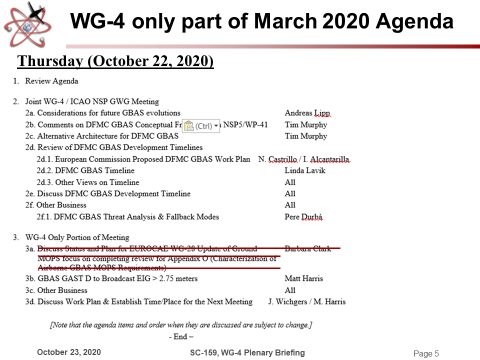 WG-4 only part of March 2020 Agenda
Thursday (October 22, 2020)
1. Review Agenda
2. Joint WG-4 / ICAO NSP GWG Meeting
2a. Considerations for future GBAS evolutions Andreas Lipp
2b. Comments on DFMC GBAS Conceptual Fr (Ctrl) NSP5/WP-41 Tim Murphy
2c. Alternative Architecture for DFMC GBAS Tim Murphy
2d. Review of GBAS Development Timelines
2d.1. European Commission Proposed DFMC GBAS Work Plan N. Castrillo / I. Alcantarilla
2d.2. DFMC GBAS Timeline Linda Lavik
2d.3. Other Views on Timeline All
2e. Discuss DFMC GBAS Development Timeline All
2f. Other Business All
2f.1. DFMC GBAS Threat Analysis & Fallback Modes Pere Durbá
3. WG-4 Only Portion of Meeting
3a. Discuss Status and Plan for EUROCAE WG-28 Update of Ground Barbara Clark
MOPS focus on completing review for Appendix O (Characterization of
Airborne GBAS MOPS Requirements)
3b. GBAS GAST D to Broadcast EIG > 2.75 meters Matt Harris
3c. Other Business All
3d. Discuss Work Plan & Establish Time/Place for the Next Meeting J. Wichgers / M. Harris
[Note that the agenda items and order when they are discussed are subject to change.]
- End –
October 23, 2020 SC-159, WG-4 Plenary Briefing Page 5